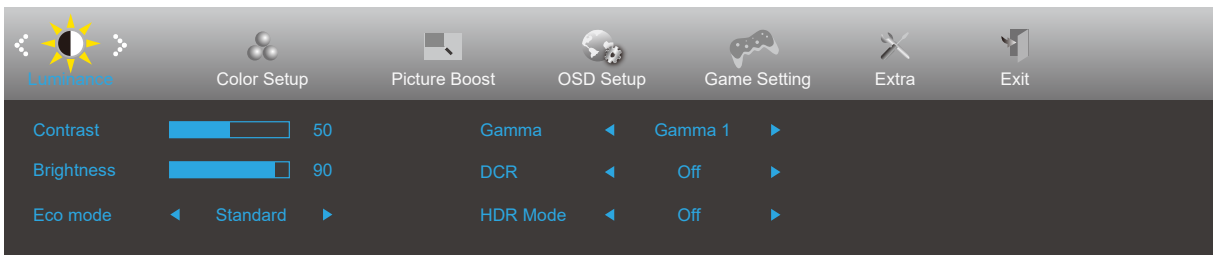 Luminance Color Setup Picture Boost OSD Setup Game Setting Extra Exit
Contrast 50 Gamma Gamma 1
Brightness 90 DCR Off
Eco mode Standard HDR Mode Off